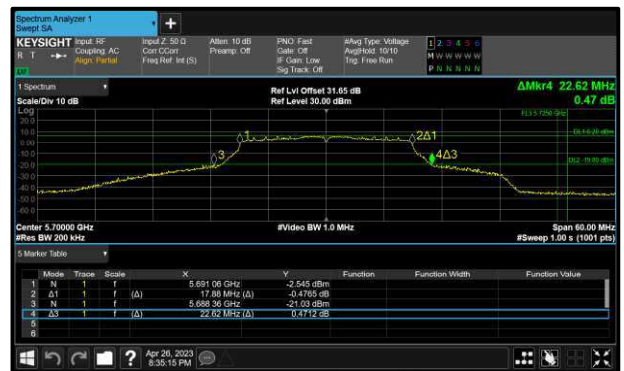 Spectrum Analyzer 1
Swept SA
+
KEYSIGHT Input: RF Input Z: 50 Ω Atten: 10 dB PNO: Fast #Avg Type: Voltage 1 2 3 4 5 6
R T Coupling: AC Corr CCorr Preamp: Off Gate: Off Avg|Hold: 10/10 M W W W W W
Align: Partial Freq Ref: Int (S) IF Gain: Low Trig: Free Run
Sig Track: Off P N N N N N
1 Spectrum Ref Lvl Offset 31.65 dB ΔMkr4 22.62 MHz
Scale/Div 10 dB Ref Level 30.00 dBm 0.47 dB
Log
20.0
10.0
0.00
-10.0
-20.0
-30.0
-40.0
-50.0
-60.0
1
2Δ1
3
4Δ3
Center 5.70000 GHz #Video BW 1.0 MHz Span 60.00 MHz
#Res BW 200 kHz #Sweep 1.00 s (1001 pts)
5 Marker Table
Mode Trace Scale X Y Function Function Width Function Value
1 N 1 f 5.691 06 GHz -2.545 dBm
2 Δ1 1 f (Δ) 17.88 MHz (Δ) -0.4765 dB
3 N 1 f 5.688 36 GHz -21.03 dBm
4 Δ3 1 f (Δ) 22.62 MHz (Δ) 0.4712 dB
5
6
? Apr 26, 2023
8:35:15 PM